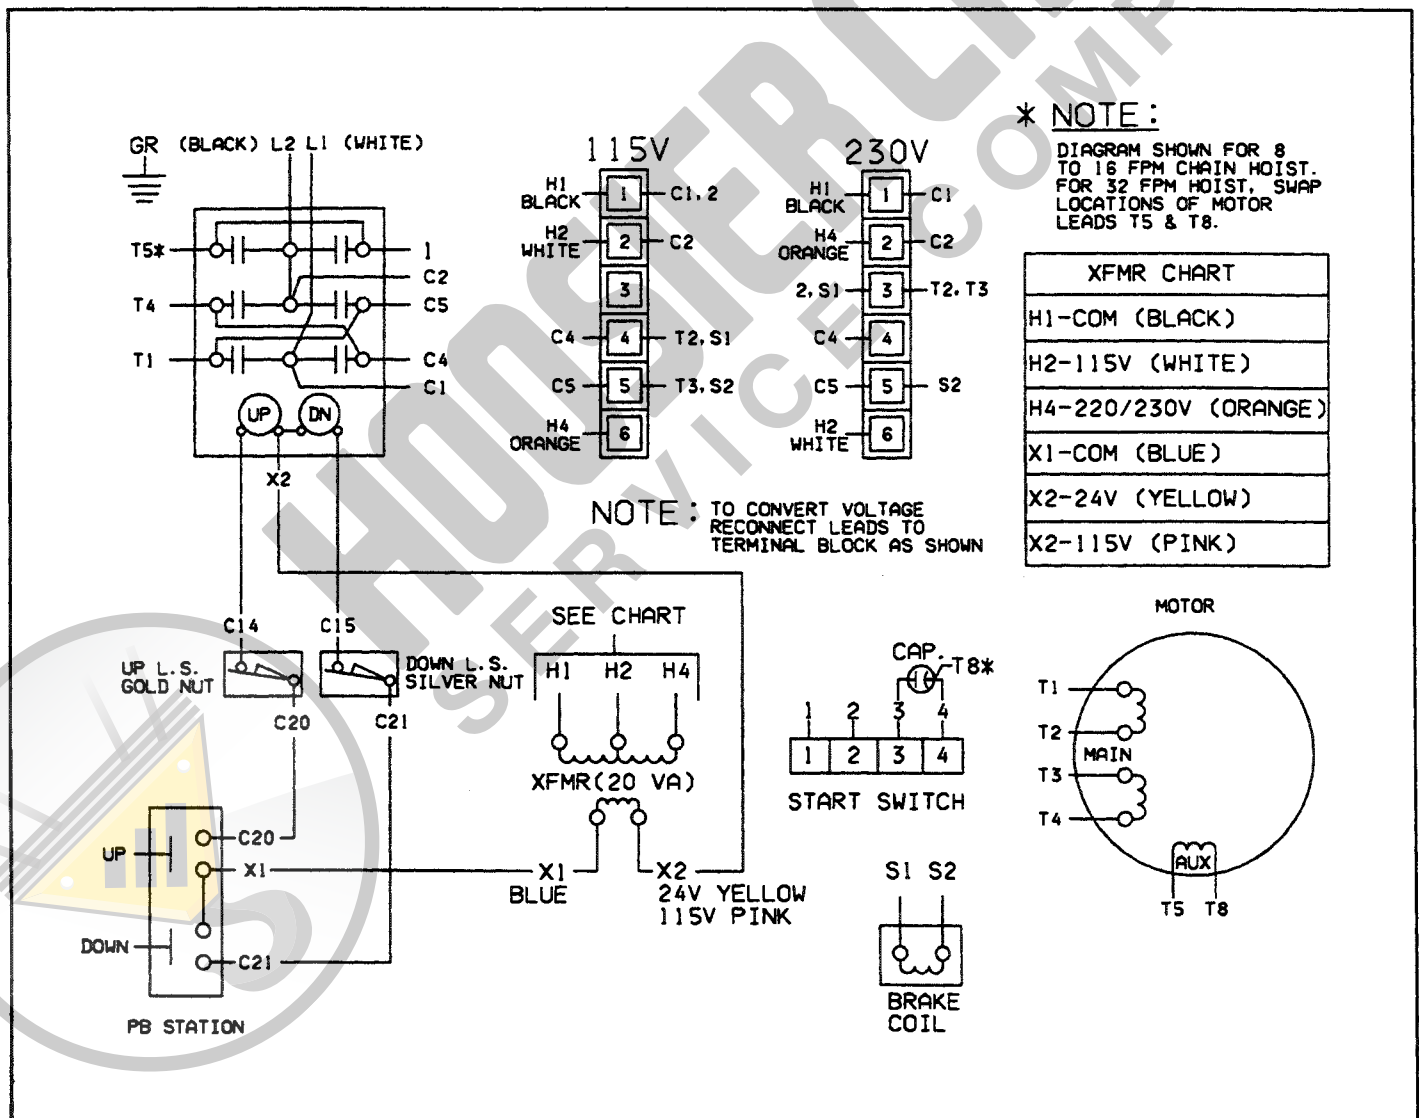 HOOSIER
SERVICE COMP
* NOTE:
DIAGRAM SHOWN FOR 8
TO 16 FPM CHAIN HOIST.
FOR 32 FPM HOIST, SWAP
LOCATIONS OF MOTOR
LEADS T5 & T8.
GR (BLACK) L2 L1 (WHITE)
T5*
1
C2
T4
C5
T1
C4
C1
UP
DN
X2
115V
H1
BLACK
1
C1,2
H2
WHITE
2
C2
3
C4
4
T2,S1
C5
5
T3,S2
H4
ORANGE
6
230V
H1
BLACK
1
C1
H4
ORANGE
2
C2
2,S1
3
T2,T3
C4
4
C5
5
S2
H2
WHITE
6
XFMR CHART
H1-COM (BLACK)
H2-115V (WHITE)
H4-220/230V (ORANGE)
X1-COM (BLUE)
X2-24V (YELLOW)
X2-115V (PINK)
NOTE: TO CONVERT VOLTAGE
RECONNECT LEADS TO
TERMINAL BLOCK AS SHOWN
C14
C15
UP L.S.
GOLD NUT
DOWN L.S.
SILVER NUT
C20
C21
SEE CHART
H1 H2 H4
XFMR(20 VA)
CAP.
T8*
1 2 3 4
1 2 3 4
START SWITCH
MOTOR
T1
T2
MAIN
T3
T4
AUX
T5 T8
UP
C20
X1
X1
BLUE
X2
24V YELLOW
115V PINK
DOWN
C21
PB STATION
S1 S2
BRAKE
COIL